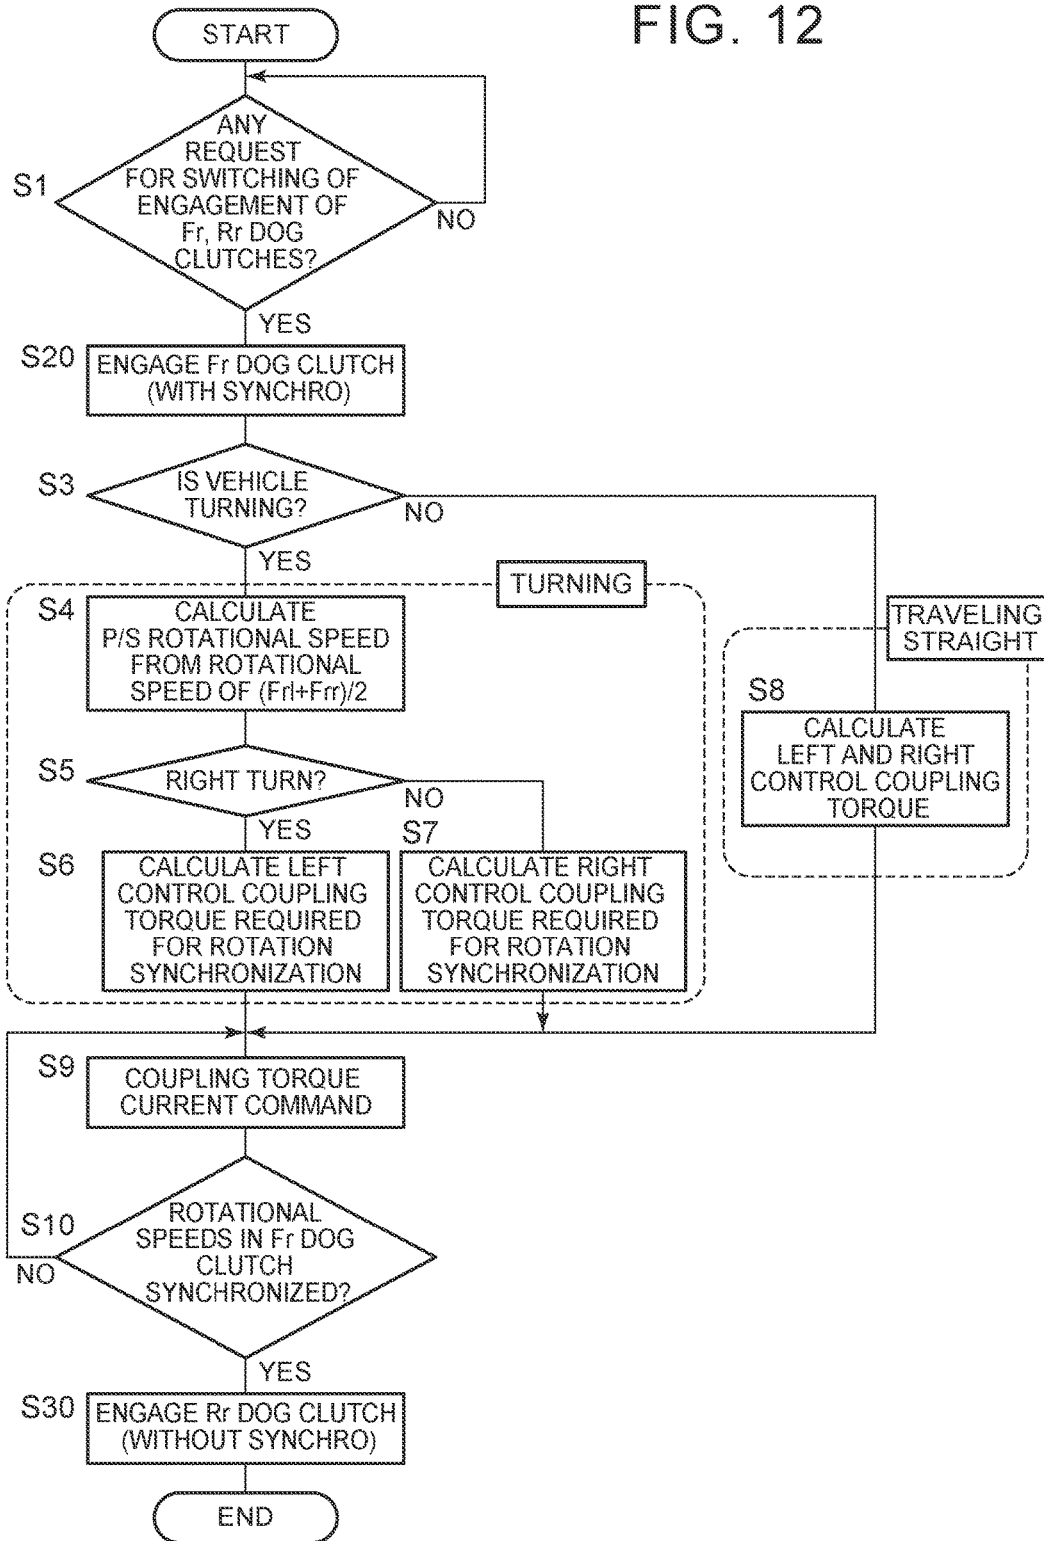 FIG. 12
START
S1
ANY
REQUEST
FOR SWITCHING OF
ENGAGEMENT OF
Fr, Rr DOG
CLUTCHES?
NO
YES
S20
ENGAGE Fr DOG CLUTCH
(WITH SYNCHRO)
S3
IS VEHICLE
TURNING?
NO
YES
TURNING
S4
CALCULATE
P/S ROTATIONAL SPEED
FROM ROTATIONAL
SPEED OF (Frl+Frr)/2
TRAVELING
STRAIGHT
S8
CALCULATE
LEFT AND RIGHT
CONTROL COUPLING
TORQUE
S5
RIGHT TURN?
NO
YES
S6
CALCULATE LEFT
CONTROL COUPLING
TORQUE REQUIRED
FOR ROTATION
SYNCHRONIZATION
S7
CALCULATE RIGHT
CONTROL COUPLING
TORQUE REQUIRED
FOR ROTATION
SYNCHRONIZATION
S9
COUPLING TORQUE
CURRENT COMMAND
S10
ROTATIONAL
SPEEDS IN Fr DOG
CLUTCH
SYNCHRONIZED?
NO
YES
S30
ENGAGE Rr DOG CLUTCH
(WITHOUT SYNCHRO)
END